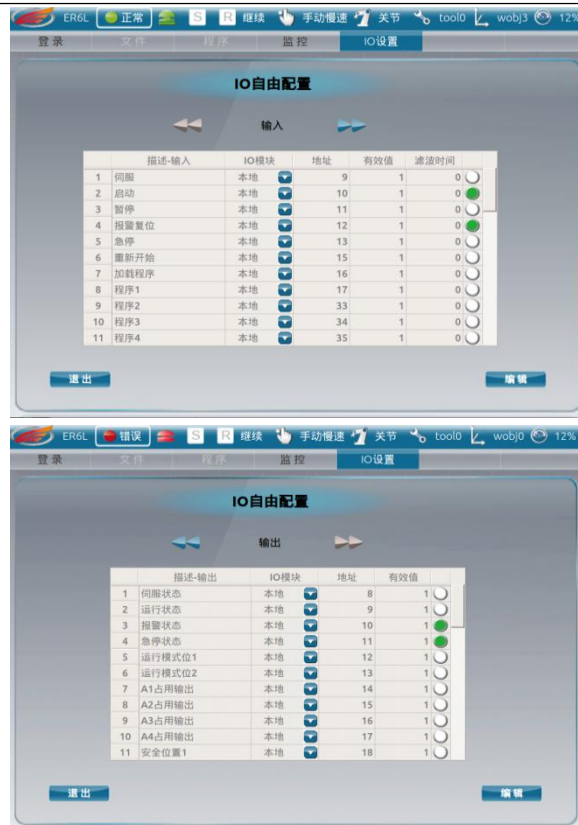 ER6L 正常 S R 继续 手动慢速 关节 tool0 wobj3 12%
登录 文件 程序 监控 IO设置
IO自由配置
输入
描述-输入 IO模块 地址 有效值 滤波时间
1 伺服 本地 9 1 0
2 启动 本地 10 1 0
3 暂停 本地 11 1 0
4 报警复位 本地 12 1 0
5 急停 本地 13 1 0
6 重新开始 本地 15 1 0
7 加载程序 本地 16 1 0
8 程序1 本地 17 1 0
9 程序2 本地 33 1 0
10 程序3 本地 34 1 0
11 程序4 本地 35 1 0
退出 编辑
ER6L 错误 S R 继续 手动慢速 关节 tool0 wobj0 12%
登录 文件 程序 监控 IO设置
IO自由配置
输出
描述-输出 IO模块 地址 有效值
1 伺服状态 本地 8 1
2 运行状态 本地 9 1
3 报警状态 本地 10 1
4 急停状态 本地 11 1
5 运行模式位1 本地 12 1
6 运行模式位2 本地 13 1
7 A1占用输出 本地 14 1
8 A2占用输出 本地 15 1
9 A3占用输出 本地 16 1
10 A4占用输出 本地 17 1
11 安全位置1 本地 18 1
退出 编辑